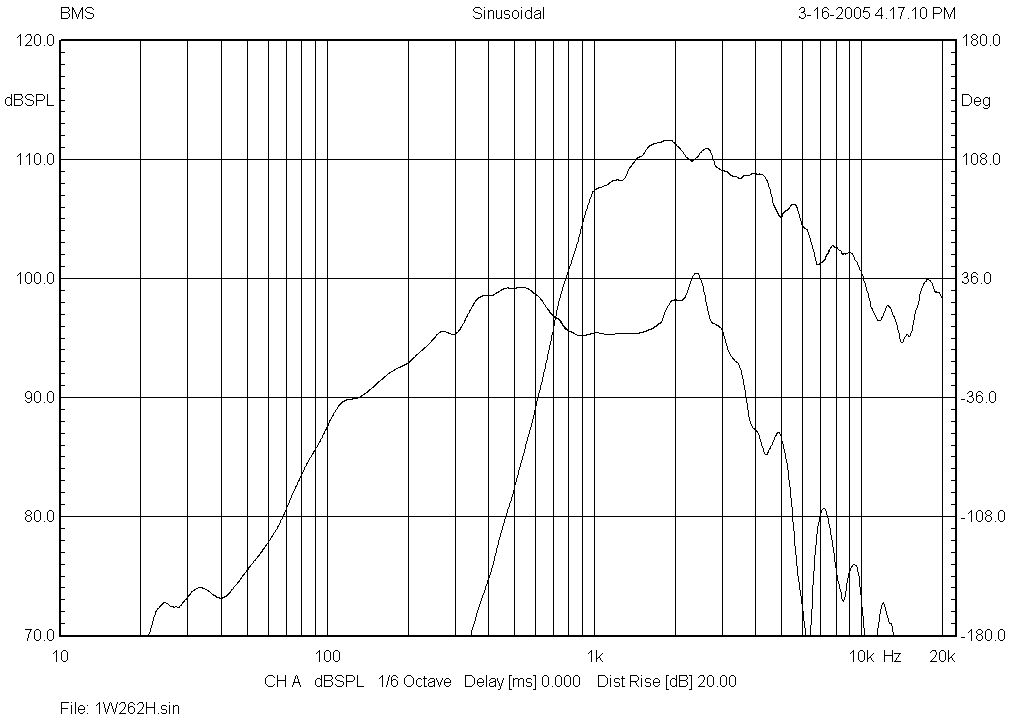 BMS Sinusoidal 3-16-2005 4.17.10 PM
120.0 180.0
dBSPL Deg
110.0 108.0
100.0 36.0
90.0 -36.0
80.0 -108.0
70.0 -180.0
10 100 1k 10k Hz 20k
CH A dBSPL 1/6 Octave Delay [ms] 0.000 Dist Rise [dB] 20.00
File: 1W262H.sin